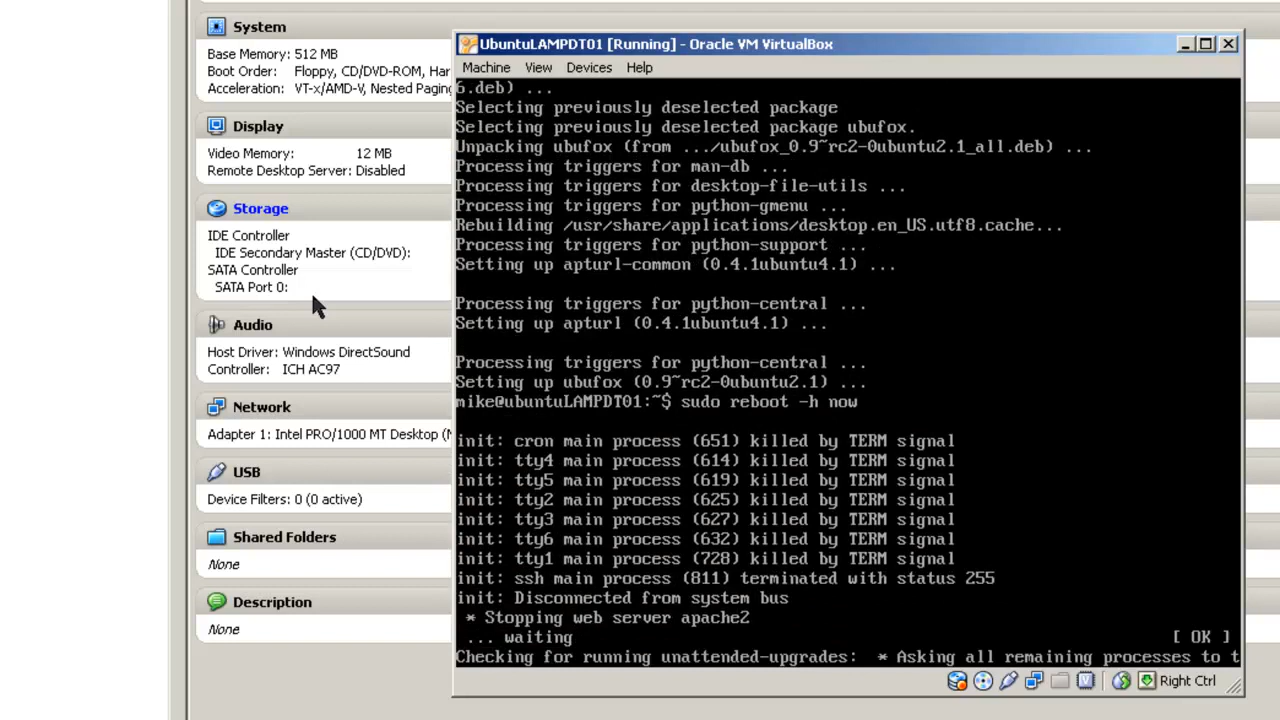 System
Base Memory: 512 MB
Boot Order: Floppy, CD/DVD-ROM, Har
Acceleration: VT-x/AMD-V, Nested Paging
Display
Video Memory: 12 MB
Remote Desktop Server: Disabled
Storage
IDE Controller
IDE Secondary Master (CD/DVD):
SATA Controller
SATA Port 0:
Audio
Host Driver: Windows DirectSound
Controller: ICH AC97
Network
Adapter 1: Intel PRO/1000 MT Desktop (
USB
Device Filters: 0 (0 active)
Shared Folders
None
Description
None
UbuntuLAMPDT01 [Running] - Oracle VM VirtualBox
Machine View Devices Help
6.deb) ...
Selecting previously deselected package
Selecting previously deselected package ubufox.
Unpacking ubufox (from .../ubufox_0.9~rc2-0ubuntu2.1_all.deb) ...
Processing triggers for man-db ...
Processing triggers for desktop-file-utils ...
Processing triggers for python-gmenu ...
Rebuilding /usr/share/applications/desktop.en_US.utf8.cache...
Processing triggers for python-support ...
Setting up apturl-common (0.4.1ubuntu4.1) ...
Processing triggers for python-central ...
Setting up apturl (0.4.1ubuntu4.1) ...
Processing triggers for python-central ...
Setting up ubufox (0.9~rc2-0ubuntu2.1) ...
mike@ubuntuLAMPDT01:~$ sudo reboot -h now
init: cron main process (651) killed by TERM signal
init: tty4 main process (614) killed by TERM signal
init: tty5 main process (619) killed by TERM signal
init: tty2 main process (625) killed by TERM signal
init: tty3 main process (627) killed by TERM signal
init: tty6 main process (632) killed by TERM signal
init: tty1 main process (728) killed by TERM signal
init: ssh main process (811) terminated with status 255
init: Disconnected from system bus
* Stopping web server apache2
... waiting [ OK ]
Checking for running unattended-upgrades: * Asking all remaining processes to t
Right Ctrl